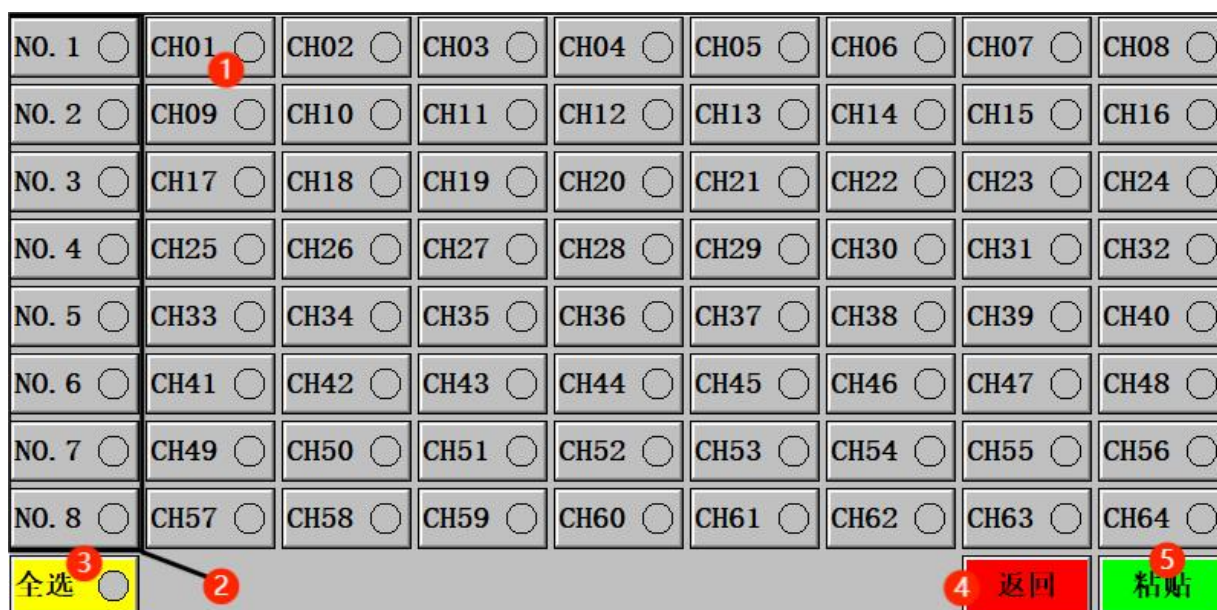 NO. 1 CH01 CH02 CH03 CH04 CH05 CH06 CH07 CH08
1
NO. 2 CH09 CH10 CH11 CH12 CH13 CH14 CH15 CH16
NO. 3 CH17 CH18 CH19 CH20 CH21 CH22 CH23 CH24
NO. 4 CH25 CH26 CH27 CH28 CH29 CH30 CH31 CH32
NO. 5 CH33 CH34 CH35 CH36 CH37 CH38 CH39 CH40
NO. 6 CH41 CH42 CH43 CH44 CH45 CH46 CH47 CH48
NO. 7 CH49 CH50 CH51 CH52 CH53 CH54 CH55 CH56
NO. 8 CH57 CH58 CH59 CH60 CH61 CH62 CH63 CH64
3 5
全选 2 4 返回 粘贴